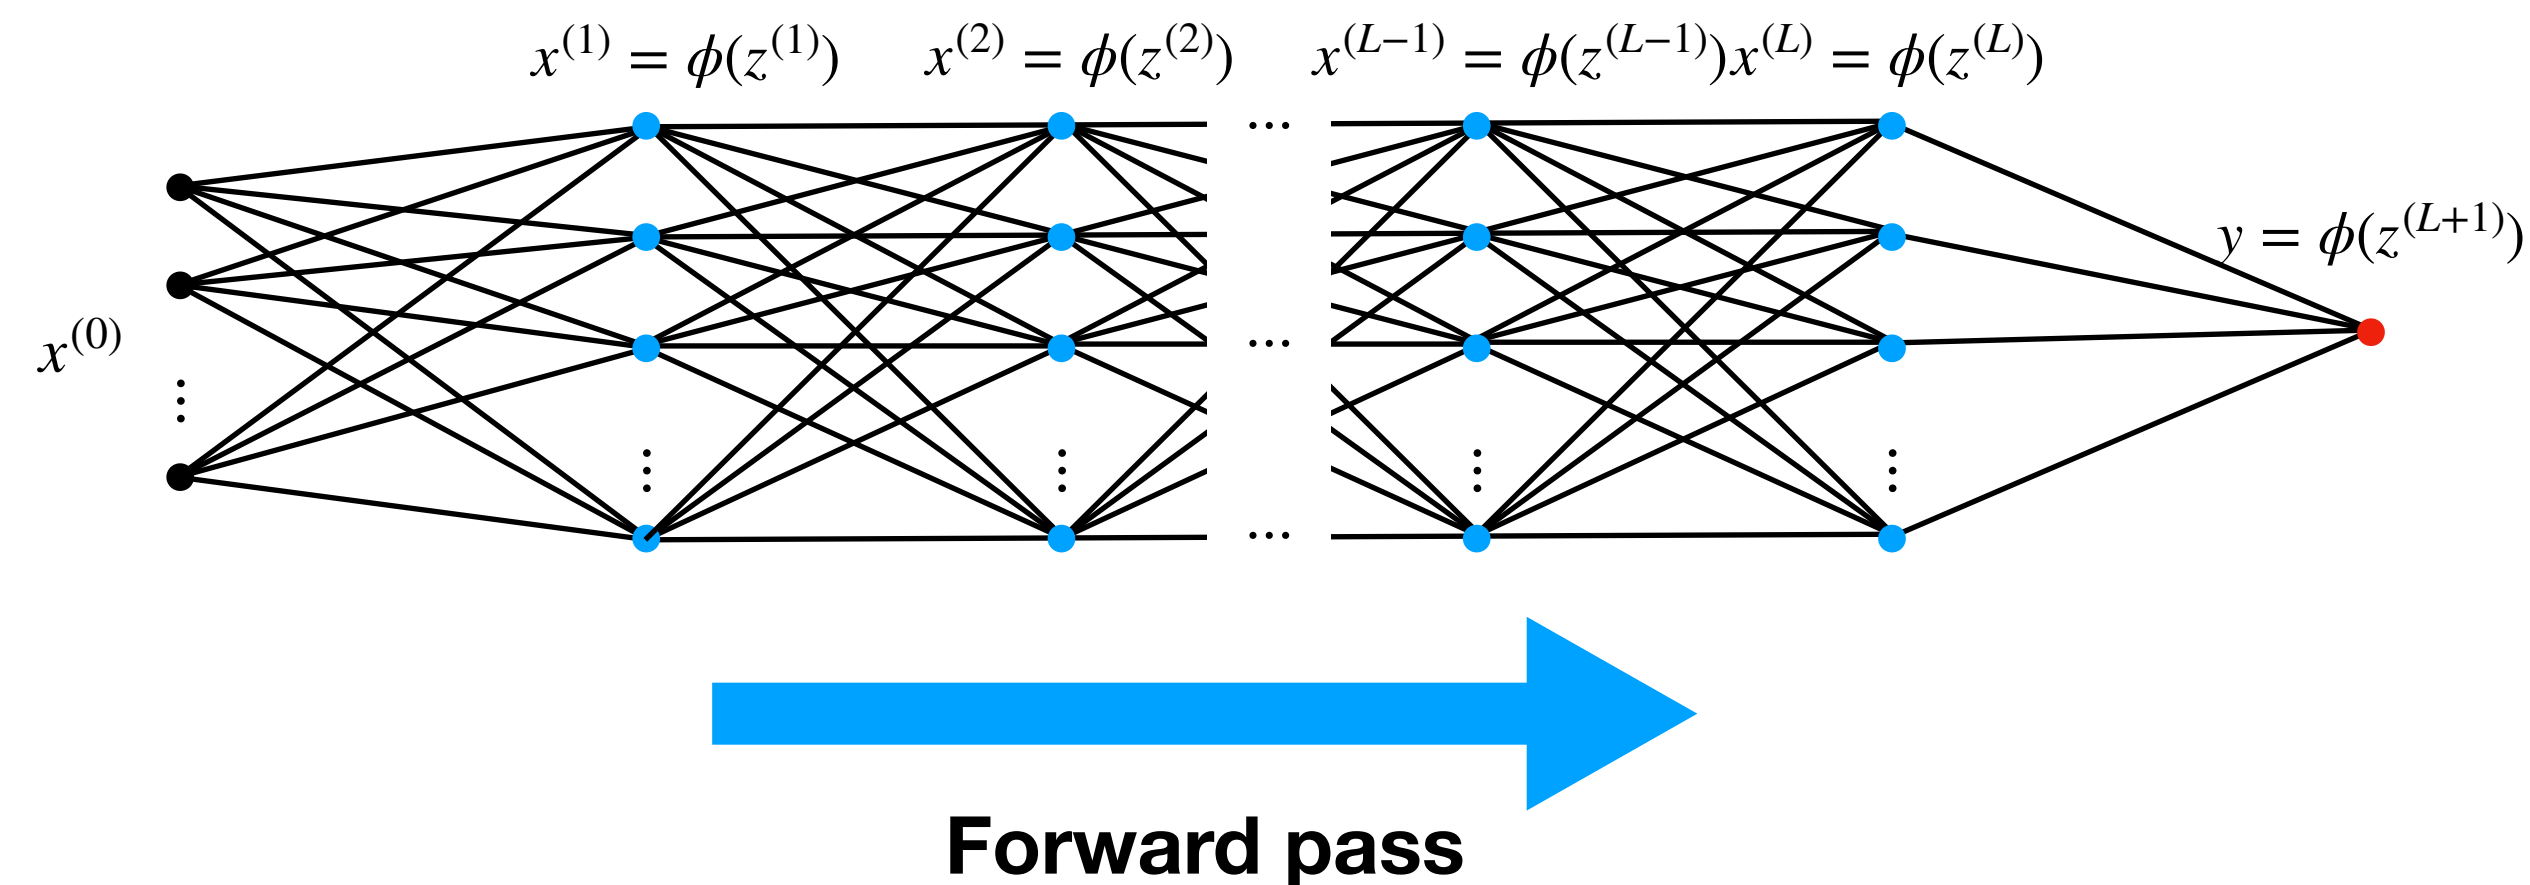 x^(1) = ϕ(z^(1)) x^(2) = ϕ(z^(2)) x^(L−1) = ϕ(z^(L−1)) x^(L) = ϕ(z^(L))
...
y = ϕ(z^(L+1))
x^(0)
...
...
Forward pass